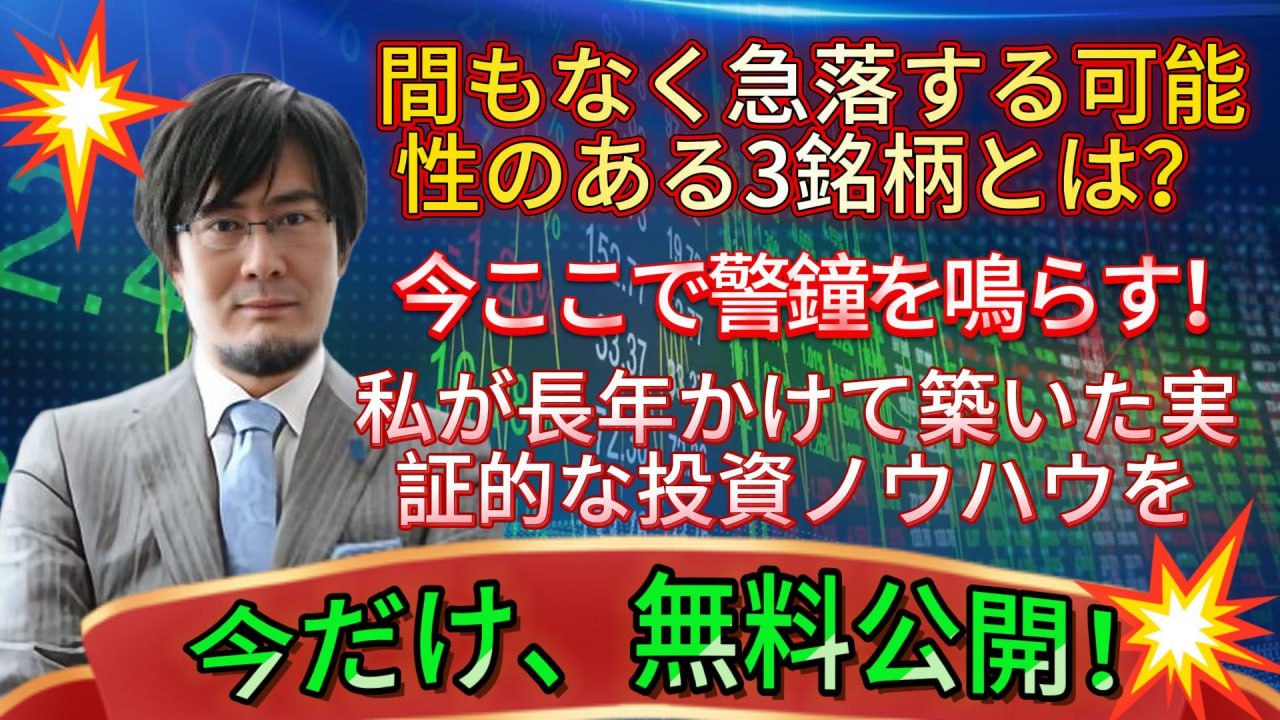 間もなく急落する可能
性のある3銘柄とは?
今ここで警鐘を鳴らす!
私が長年かけて築いた実
証的な投資ノウハウを
今だけ、無料公開!